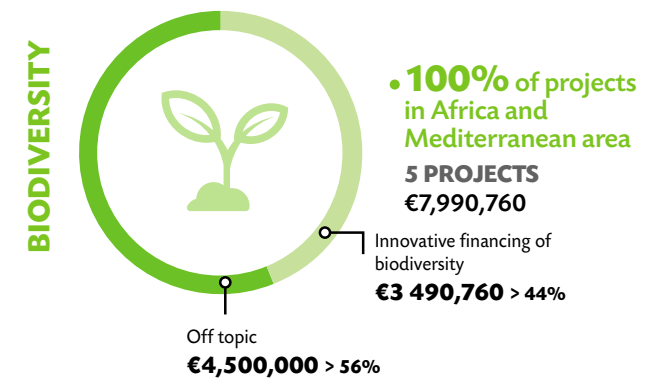 BIODIVERSITY
• 100% of projects
in Africa and
Mediterranean area
5 PROJECTS
€7,990,760
Innovative financing of
biodiversity
€3 490,760 > 44%
Off topic
€4,500,000 > 56%